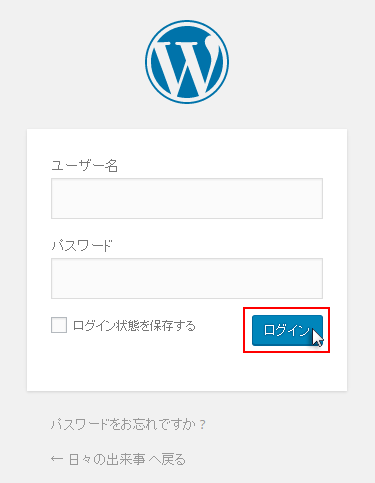 ユーザー名
パスワード
ログイン状態を保存する
ログイン
パスワードをお忘れですか ?
← 日々の出来事 へ戻る